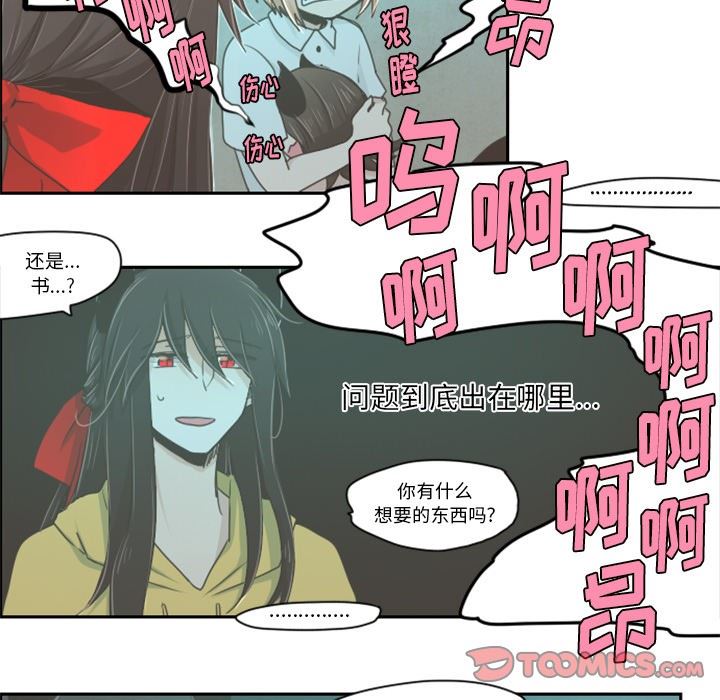 啊
啊
昂
狠
瞪
伤心
伤心
呜
啊
啊
啊
啊
啊
啊
啊
昂
....................
还是...
书...?
问题到底出在哪里...
你有什么
想要的东西吗?
................
TOOMICS.COM